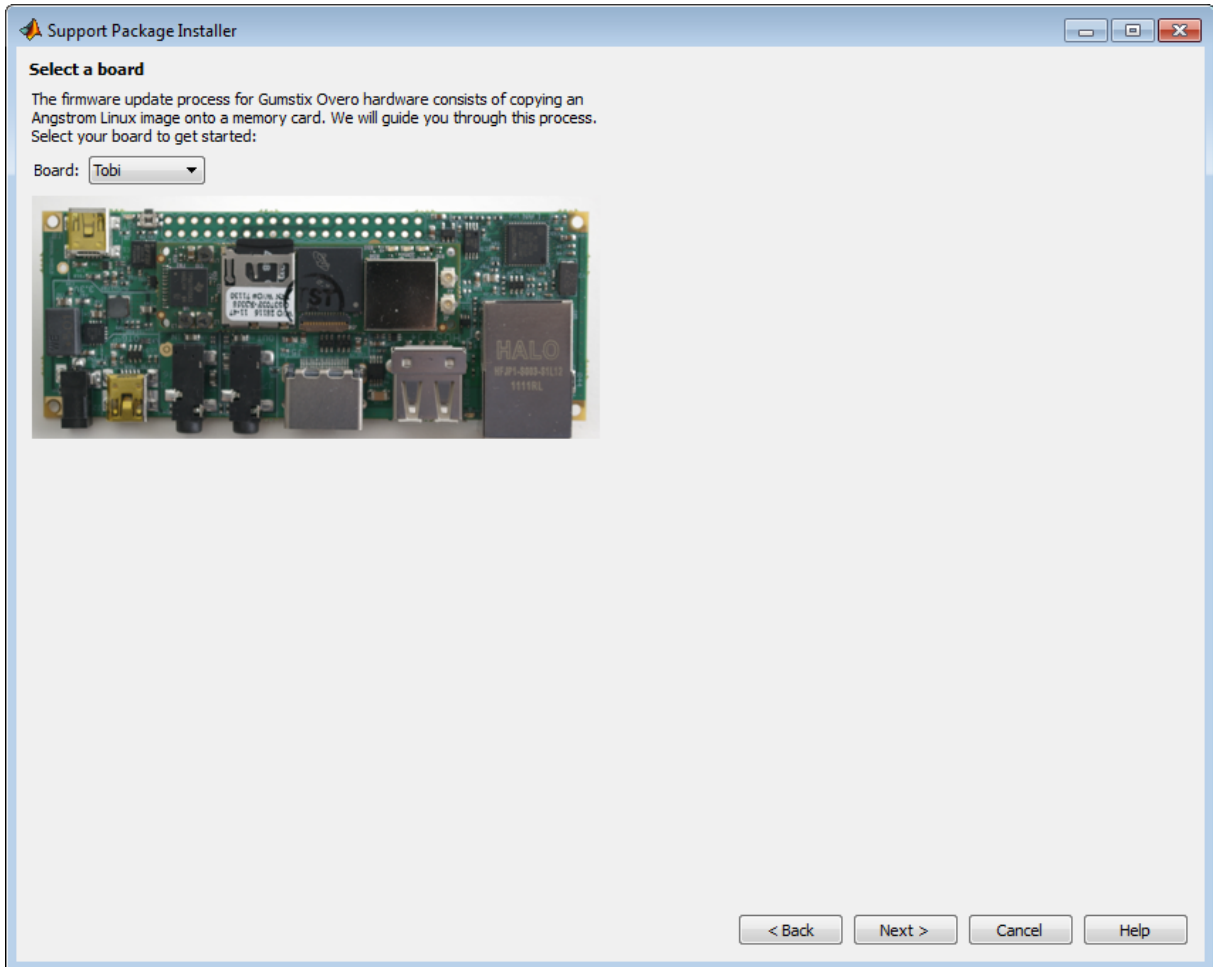 Support Package Installer
Select a board
The firmware update process for Gumstix Overo hardware consists of copying an
Angstrom Linux image onto a memory card. We will guide you through this process.
Select your board to get started:
Board: Tobi
TST
HALO
1111RL
< Back Next > Cancel Help